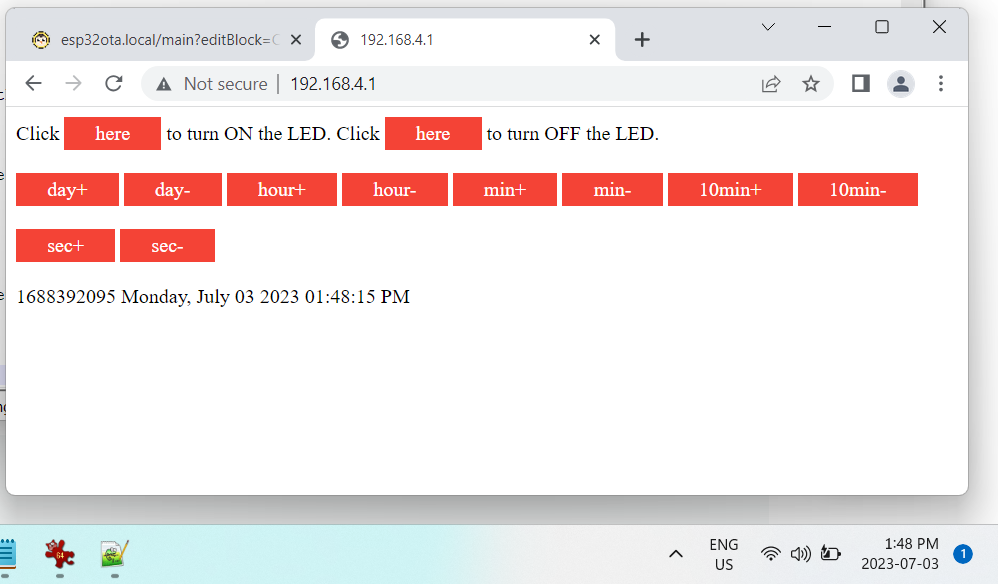 esp32ota.local/main?editBlock=
192.168.4.1
Not secure | 192.168.4.1
Click here to turn ON the LED. Click here to turn OFF the LED.
day+ day- hour+ hour- min+ min- 10min+ 10min-
sec+ sec-
1688392095 Monday, July 03 2023 01:48:15 PM
64
ENG
US
1:48 PM
2023-07-03
1